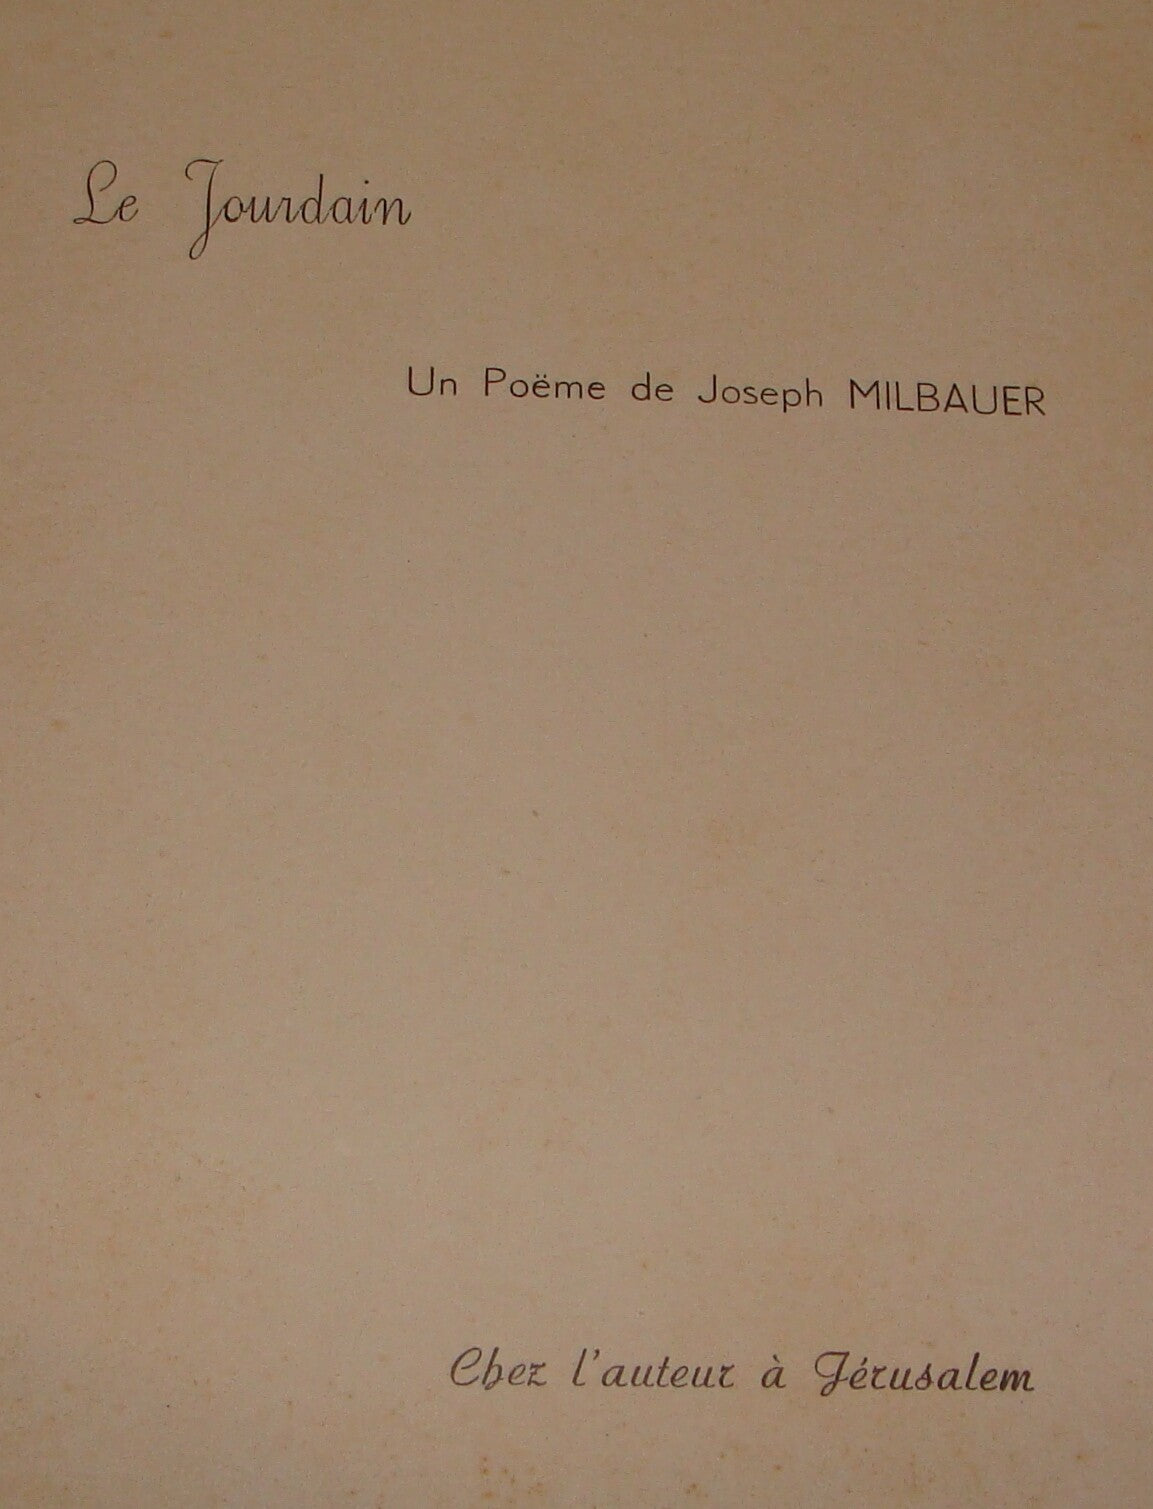 Le Jourdain
Un Poëme de Joseph MILBAUER
Chez l'auteur à Jérusalem